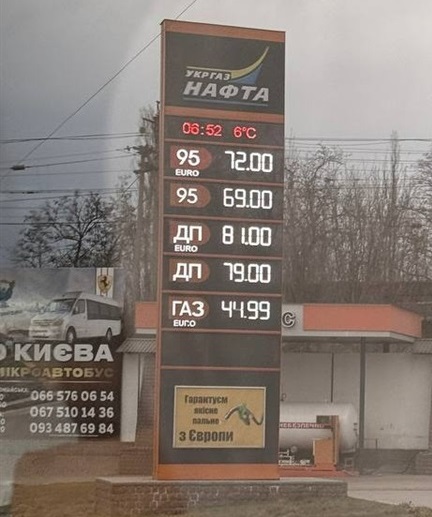 УКРГАЗ
НАФТА
06:52 6°C
95 72.00
EURO
95 69.00
ДП 81.00
EURO
ДП 79.00
ГАЗ 44.99
EURO
С
О КИЄВА
МІКРОАВТОБУС
066 576 06 54
067 510 14 36
093 487 69 84
Гарантуєм
якісне
пальне
з Європи